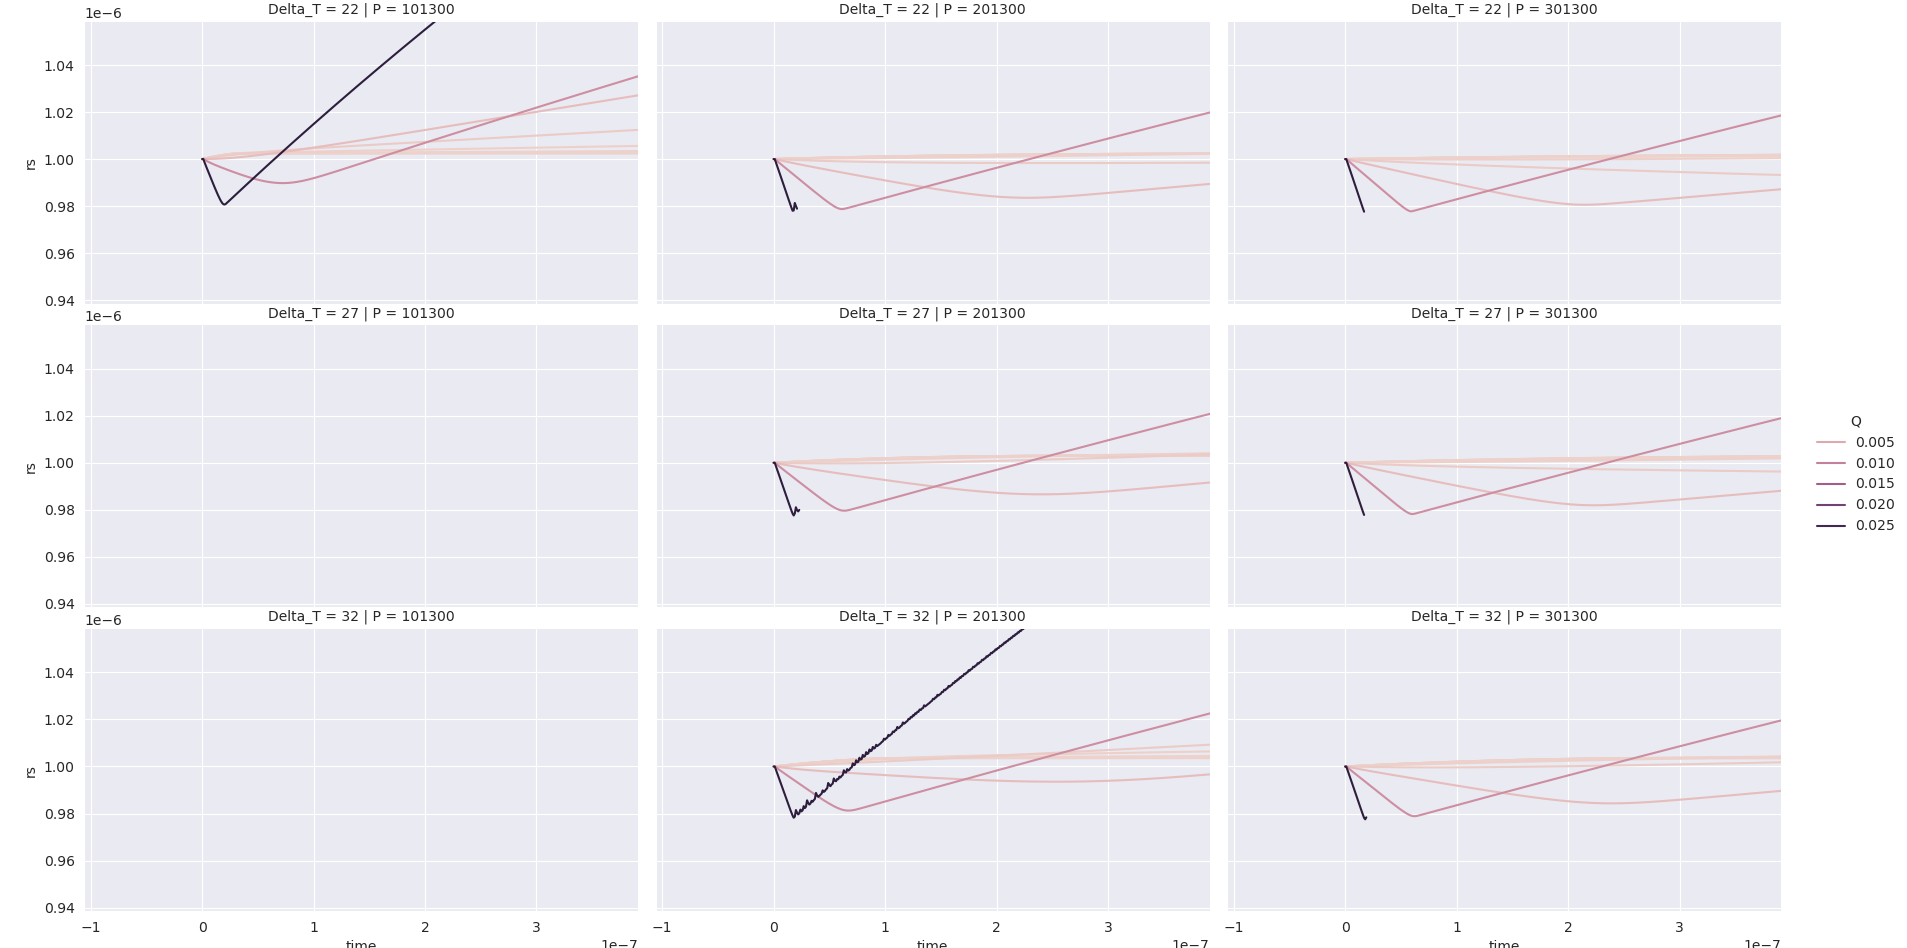 Delta_T = 22 | P = 101300
Delta_T = 22 | P = 201300
Delta_T = 22 | P = 301300
1e−6
1.04
1.02
1.00
0.98
0.96
0.94
rs
Delta_T = 27 | P = 101300
Delta_T = 27 | P = 201300
Delta_T = 27 | P = 301300
1e−6
1.04
1.02
1.00
0.98
0.96
0.94
rs
Q
0.005
0.010
0.015
0.020
0.025
Delta_T = 32 | P = 101300
Delta_T = 32 | P = 201300
Delta_T = 32 | P = 301300
1e−6
1.04
1.02
1.00
0.98
0.96
0.94
rs
−1 0 1 2 3
time
1e−7
−1 0 1 2 3
time
1e−7
−1 0 1 2 3
time
1e−7